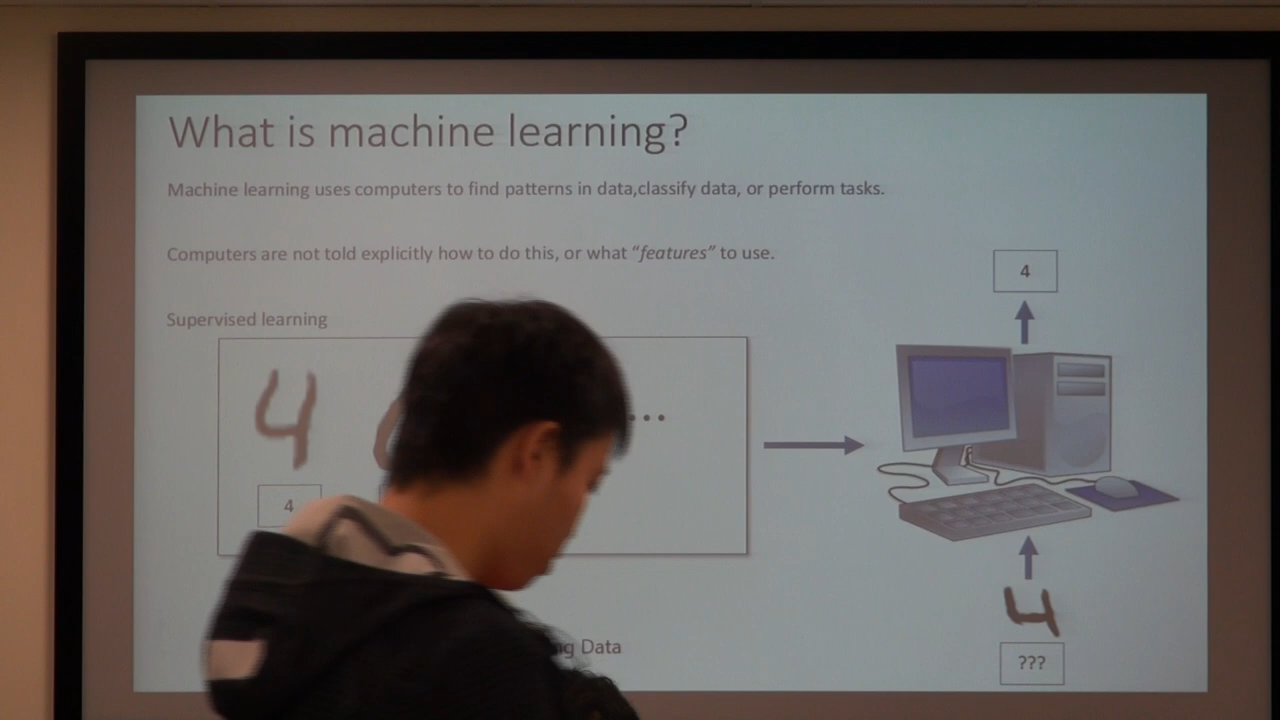 What is machine learning?
Machine learning uses computers to find patterns in data,classify data, or perform tasks.
Computers are not told explicitly how to do this, or what “features” to use.
4
Supervised learning
4
...
4
4
???
Data